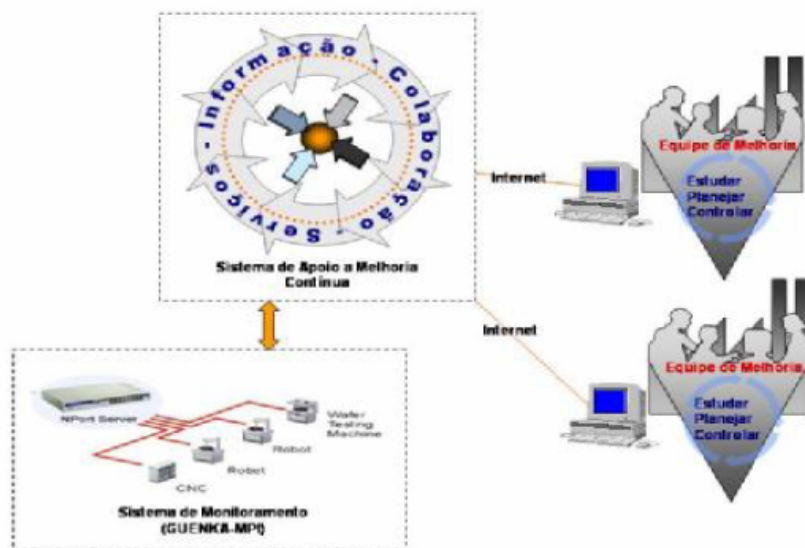 Informação - Colaboração - Serviços -
Sistema de Apoio a Melhoria
Contínua
Internet
Equipe de Melhoria
Estudar
Planejar
Controlar
Internet
Equipe de Melhoria
Estudar
Planejar
Controlar
NPort Server
Wafer
Testing
Machine
Robot
Robot
CNC
Sistema de Monitoramento
(GUENKA-MPt)